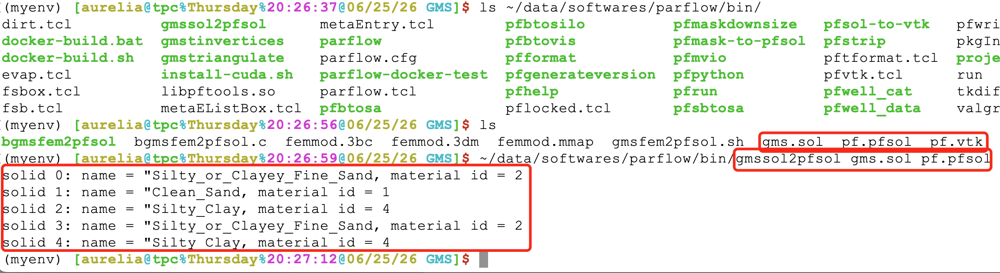 (myenv) [aurelia@tpc%Thursday%20:26:37@06/25/26 GMS]$ ls ~/data/softwares/parflow/bin/
dirt.tcl gmssol2pfsol metaEntry.tcl pfbtosilo pfmaskdownsize pfsol-to-vtk pfwri
docker-build.bat gmstinvertices parflow pfbtovis pfmask-to-pfsol pfstrip pkgIn
docker-build.sh gmstriangulate parflow.cfg pfformat pfmvio pftformat.tcl proje
evap.tcl install-cuda.sh parflow-docker-test pfgenerateversion pfpython pfvtk.tcl run
fsbox.tcl libpftools.so parflow.tcl pfhelp pfrun pfwell_cat tkdif
fsb.tcl metaEListBox.tcl pfbtosa pflocked.tcl pfsbtosa pfwell_data valgr
(myenv) [aurelia@tpc%Thursday%20:26:56@06/25/26 GMS]$ ls
bgmsfem2pfsol bgmsfem2pfsol.c femmod.3bc femmod.3dm femmod.mmap gmsfem2pfsol.sh gms.sol pf.pfsol pf.vtk
(myenv) [aurelia@tpc%Thursday%20:26:59@06/25/26 GMS]$ ~/data/softwares/parflow/bin/gmssol2pfsol gms.sol pf.pfsol
solid 0: name = "Silty_or_Clayey_Fine_Sand, material id = 2
solid 1: name = "Clean_Sand, material id = 1
solid 2: name = "Silty_Clay, material id = 4
solid 3: name = "Silty_or_Clayey_Fine_Sand, material id = 2
solid 4: name = "Silty_Clay, material id = 4
(myenv) [aurelia@tpc%Thursday%20:27:12@06/25/26 GMS]$